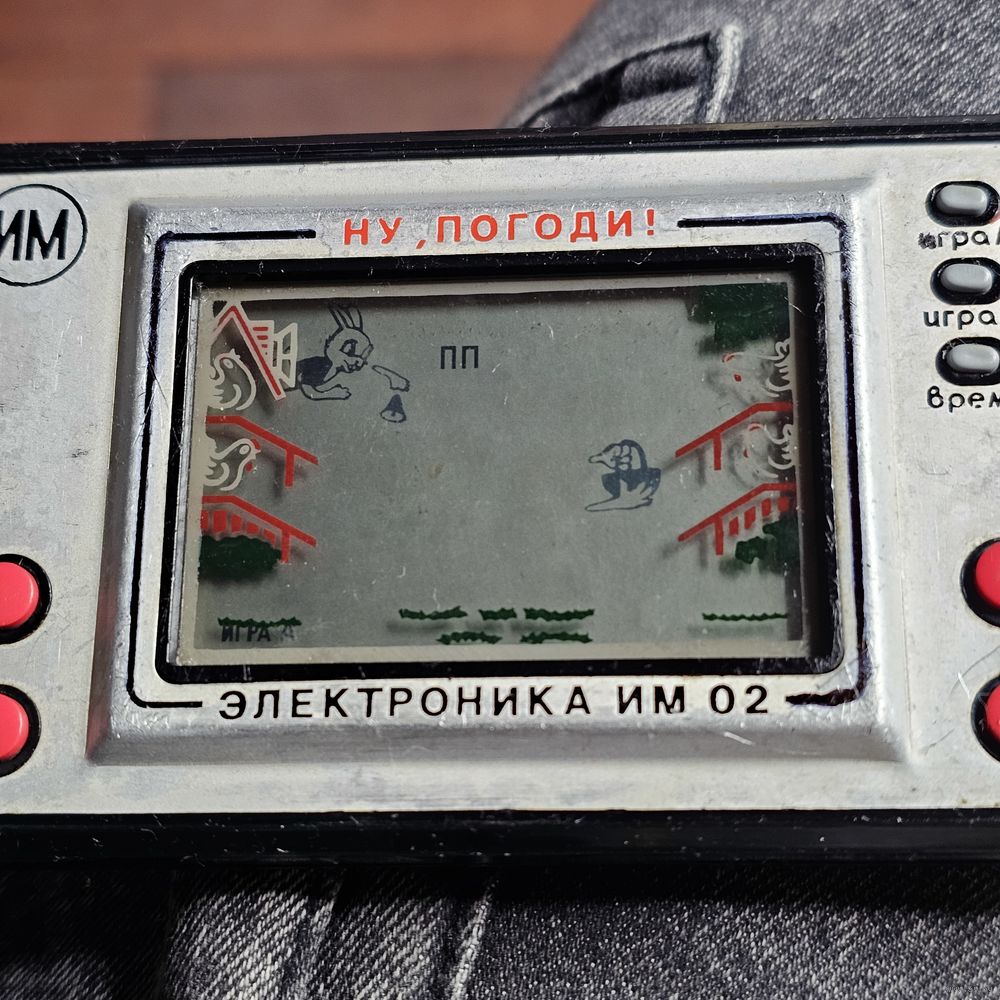 ИМ
НУ, ПОГОДИ!
игра
игра
врем
ПП
ИГРА А
ЭЛЕКТРОНИКА ИМ 02